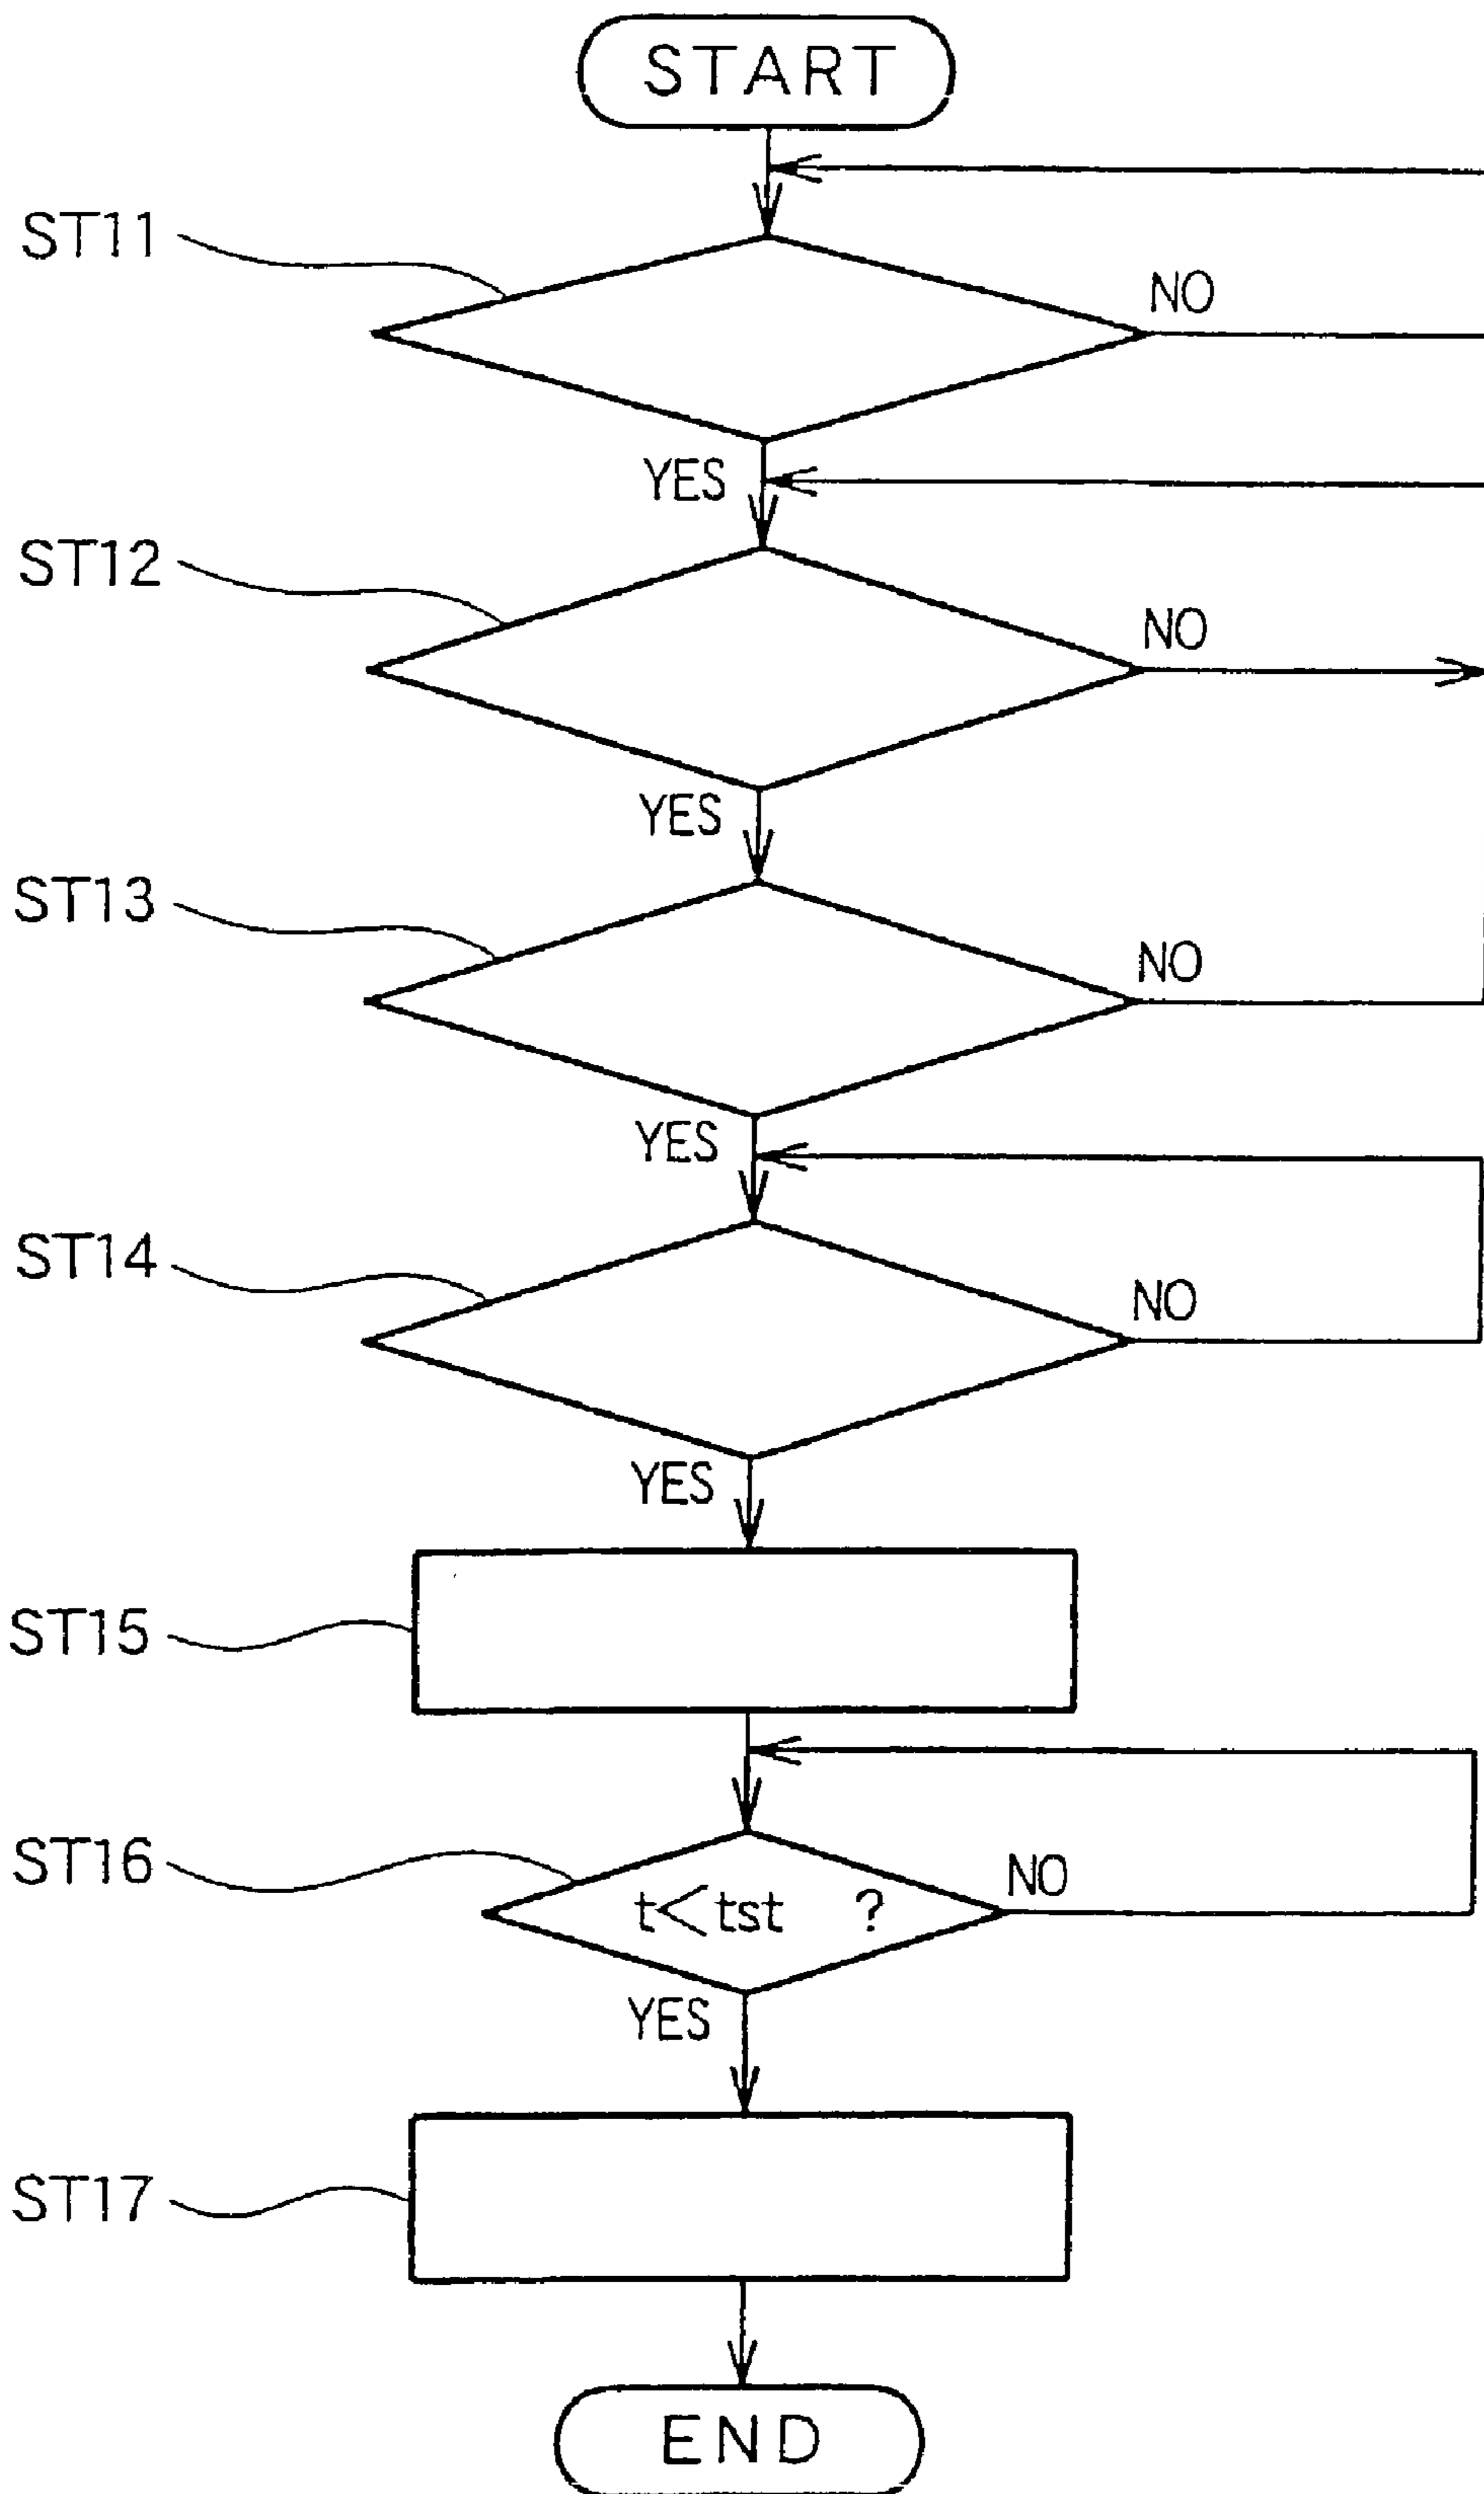 START
ST11
NO
YES
ST12
NO
YES
ST13
NO
YES
ST14
NO
YES
ST15
ST16
t<tst ?
NO
YES
ST17
END